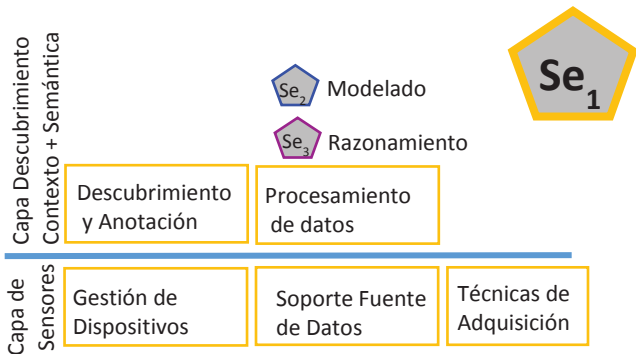 Capa Descubrimiento
Contexto + Semántica
Se1
Se2 Modelado
Se3 Razonamiento
Descubrimiento
y Anotación
Procesamiento
de datos
Capa de
Sensores
Gestión de
Dispositivos
Soporte Fuente
de Datos
Técnicas de
Adquisición